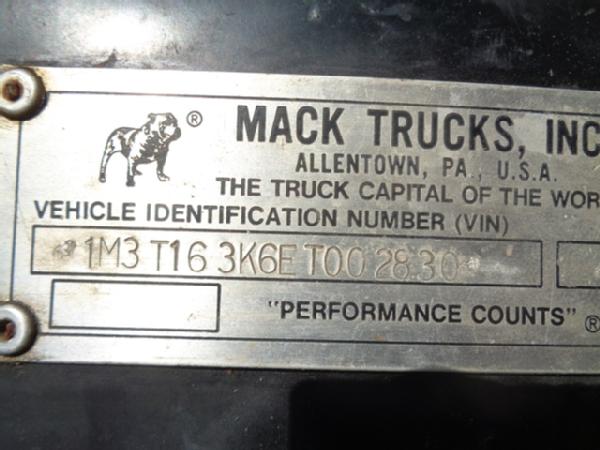 ®
MACK TRUCKS, INC
ALLENTOWN, PA., U.S.A.
THE TRUCK CAPITAL OF THE WOR
VEHICLE IDENTIFICATION NUMBER (VIN)
1M3 T16 3K6E T00 28 30
"PERFORMANCE COUNTS" ®